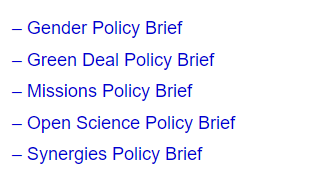 – Gender Policy Brief
– Green Deal Policy Brief
– Missions Policy Brief
– Open Science Policy Brief
– Synergies Policy Brief